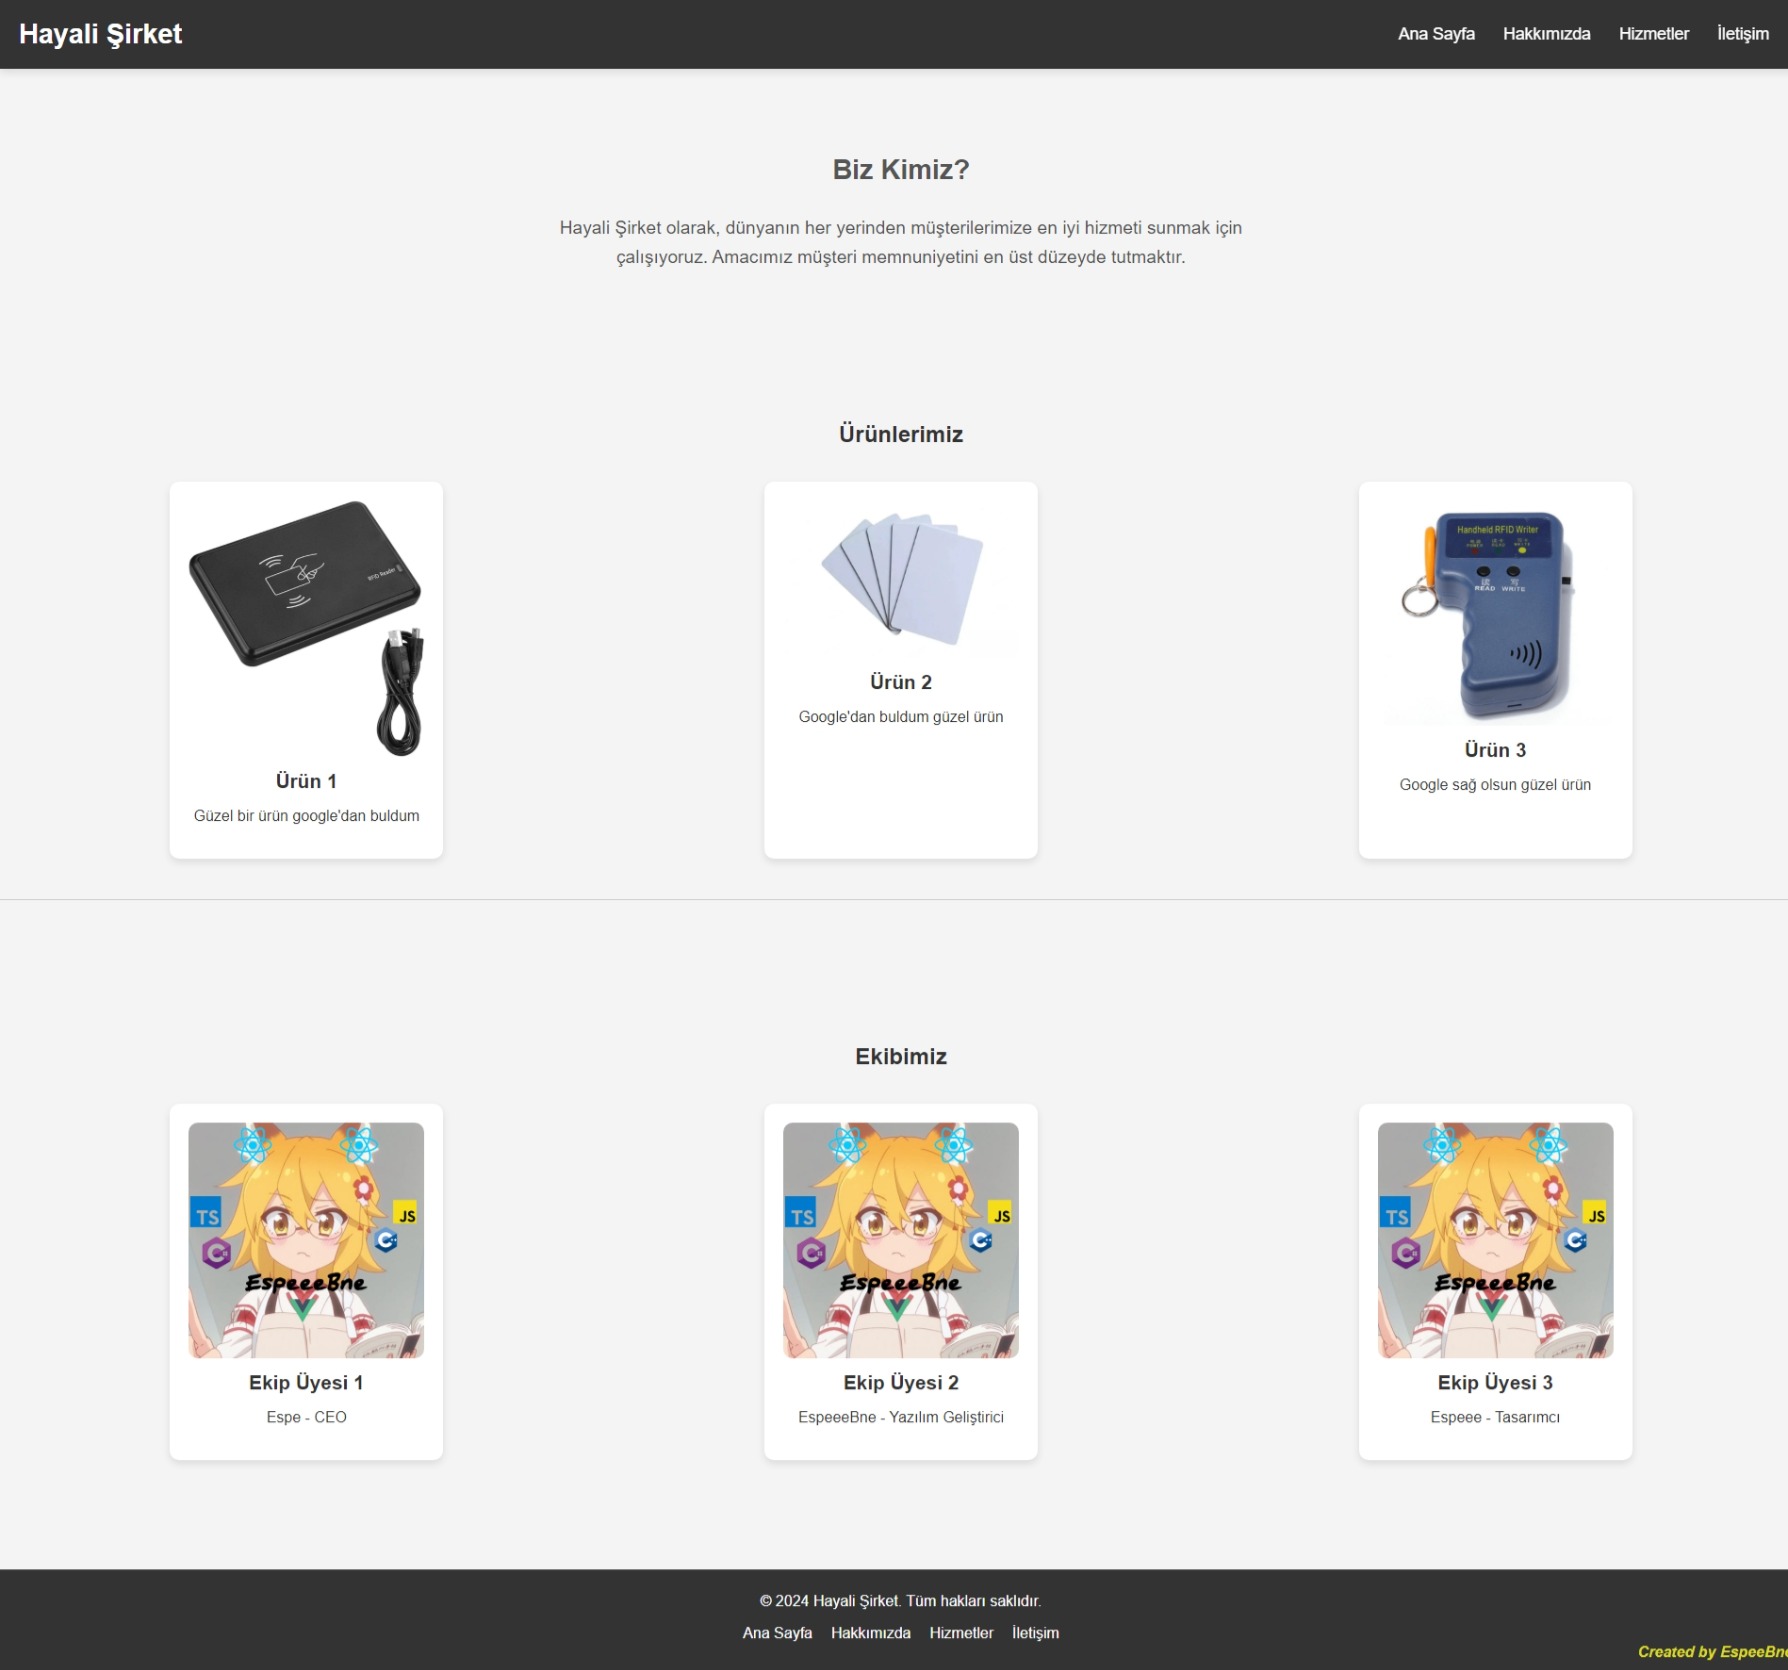 Hayali Şirket
Ana Sayfa Hakkımızda Hizmetler İletişim
Biz Kimiz?
Hayali Şirket olarak, dünyanın her yerinden müşterilerimize en iyi hizmeti sunmak için
çalışıyoruz. Amacımız müşteri memnuniyetini en üst düzeyde tutmaktır.
Ürünlerimiz
RFID Reader
Ürün 1
Güzel bir ürün google'dan buldum
Ürün 2
Google'dan buldum güzel ürün
Handheld RFID Writer
READ WRITE
Ürün 3
Google sağ olsun güzel ürün
Ekibimiz
TS
JS
EspeeeBne
Ekip Üyesi 1
Espe - CEO
TS
JS
EspeeeBne
Ekip Üyesi 2
EspeeeBne - Yazılım Geliştirici
TS
JS
EspeeeBne
Ekip Üyesi 3
Espeee - Tasarımcı
© 2024 Hayali Şirket. Tüm hakları saklıdır.
Ana Sayfa Hakkımızda Hizmetler İletişim
Created by EspeeBne